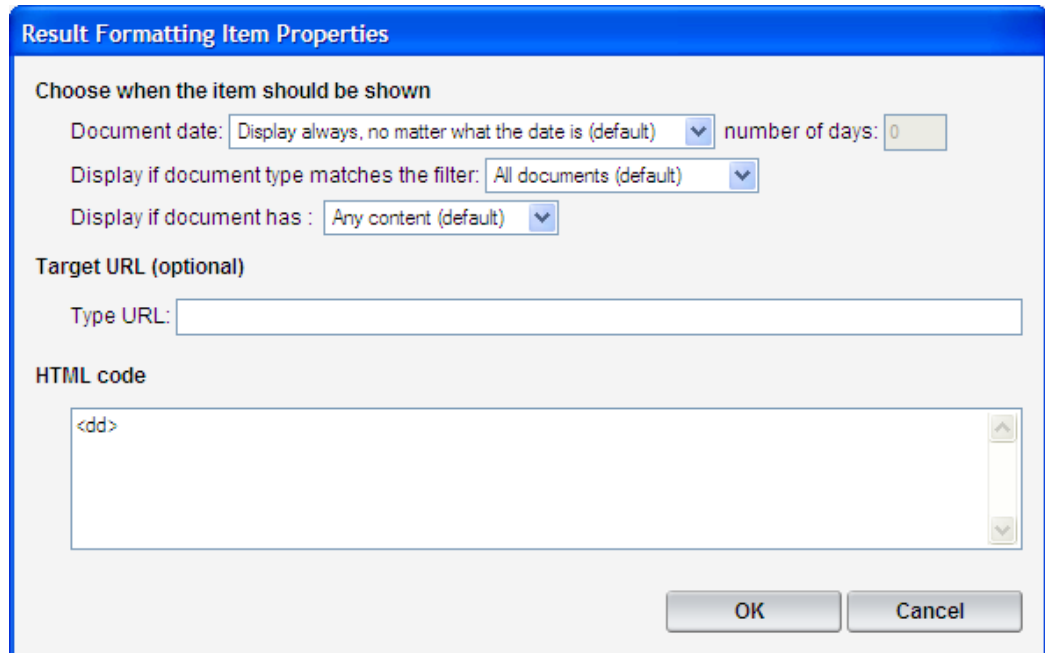 Result Formatting Item Properties
Choose when the item should be shown
Document date: Display always, no matter what the date is (default) number of days: 0
Display if document type matches the filter: All documents (default)
Display if document has : Any content (default)
Target URL (optional)
Type URL:
HTML code
<dd>
OK Cancel